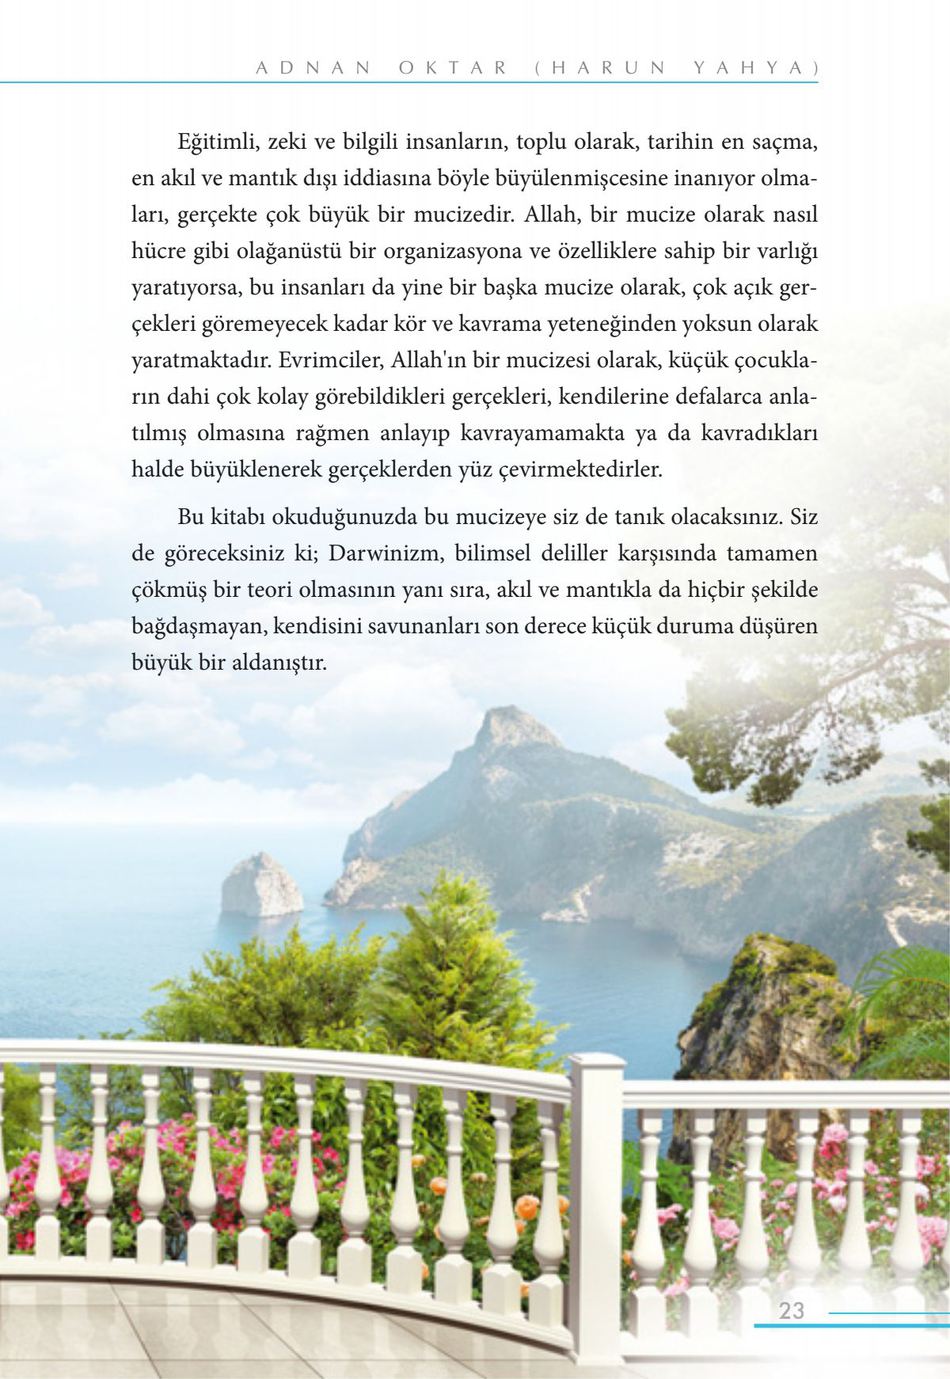 ADNAN OKTAR (HARUN YAHYA)
Eğitimli, zeki ve bilgili insanların, toplu olarak, tarihin en saçma,
en akıl ve mantık dışı iddiasına böyle büyülenmişcesine inanıyor olma-
ları, gerçekte çok büyük bir mucizedir. Allah, bir mucize olarak nasıl
hücre gibi olağanüstü bir organizasyona ve özelliklere sahip bir varlığı
yaratıyorsa, bu insanları da yine bir başka mucize olarak, çok açık ger-
çekleri göremeyecek kadar kör ve kavrama yeteneğinden yoksun olarak
yaratmaktadır. Evrimciler, Allah'ın bir mucizesi olarak, küçük çocukla-
rın dahi çok kolay görebildikleri gerçekleri, kendilerine defalarca anla-
tılmış olmasına rağmen anlayıp kavrayamamakta ya da kavradıkları
halde büyüklenerek gerçeklerden yüz çevirmektedirler.
Bu kitabı okuduğunuzda bu mucizeye siz de tanık olacaksınız. Siz
de göreceksiniz ki; Darwinizm, bilimsel deliller karşısında tamamen
çökmüş bir teori olmasının yanı sıra, akıl ve mantıkla da hiçbir şekilde
bağdaşmayan, kendisini savunanları son derece küçük duruma düşüren
büyük bir aldanıştır.
23